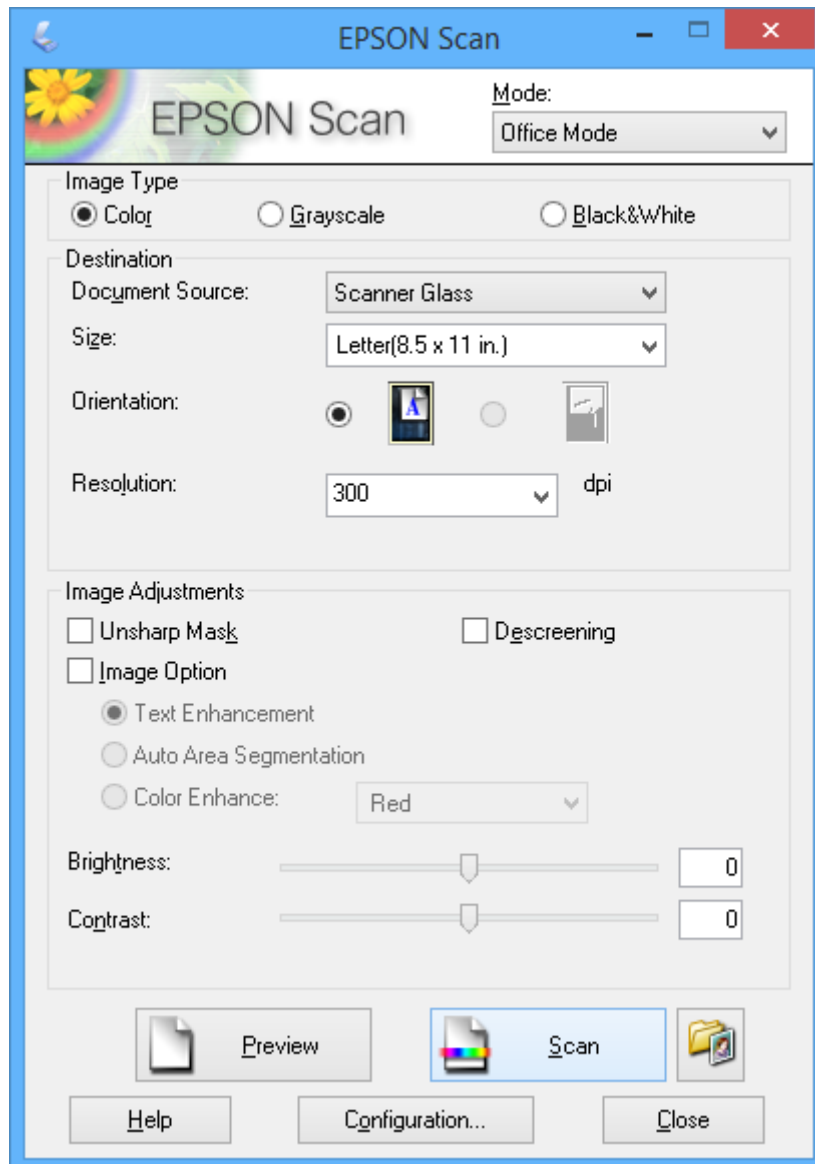 EPSON Scan
EPSON Scan
Mode:
Office Mode
Image Type
Color Grayscale Black&White
Destination
Document Source: Scanner Glass
Size: Letter(8.5 x 11 in.)
Orientation: A
Resolution: 300 dpi
Image Adjustments
Unsharp Mask Descreening
Image Option
Text Enhancement
Auto Area Segmentation
Color Enhance: Red
Brightness: 0
Contrast: 0
Preview Scan
Help Configuration... Close